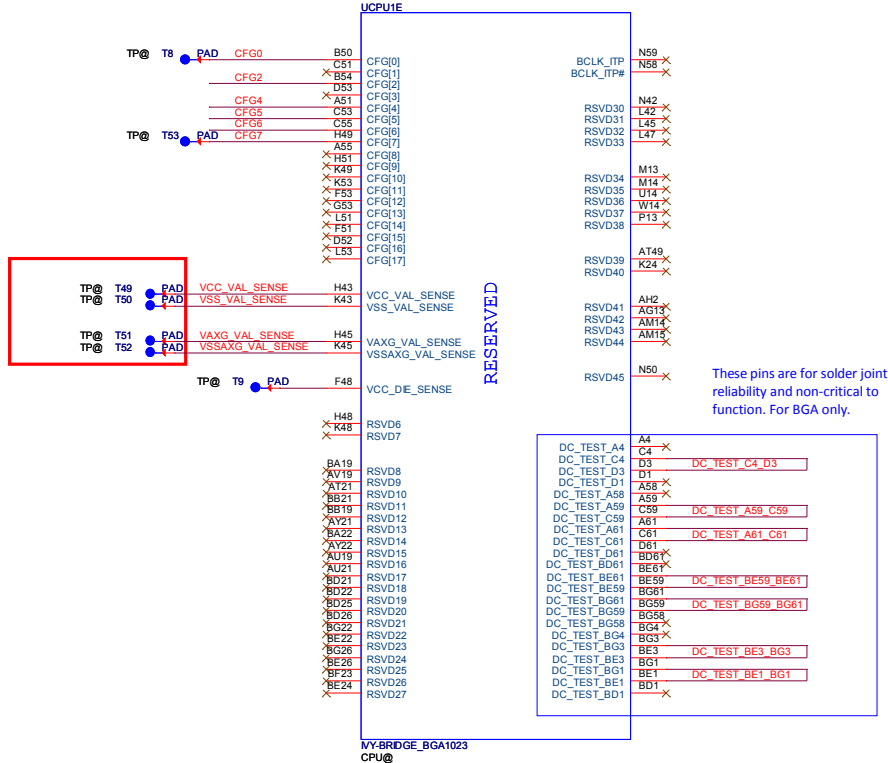 UCPU1E
TP@ T8 PAD CFG0 B50 CFG[0]
C51 CFG[1]
CFG2 B54 CFG[2]
D53 CFG[3]
CFG4 A51 CFG[4]
CFG5 C53 CFG[5]
CFG6 C55 CFG[6]
TP@ T53 PAD CFG7 H49 CFG[7]
A55 CFG[8]
H51 CFG[9]
K49 CFG[10]
K53 CFG[11]
F53 CFG[12]
G53 CFG[13]
L51 CFG[14]
F51 CFG[15]
D52 CFG[16]
L53 CFG[17]
TP@ T49 PAD VCC_VAL_SENSE H43 VCC_VAL_SENSE
TP@ T50 PAD VSS_VAL_SENSE K43 VSS_VAL_SENSE
TP@ T51 PAD VAXG_VAL_SENSE H45 VAXG_VAL_SENSE
TP@ T52 PAD VSSAXG_VAL_SENSE K45 VSSAXG_VAL_SENSE
TP@ T9 PAD F48 VCC_DIE_SENSE
H48 RSVD6
K48 RSVD7
BA19 RSVD8
AV19 RSVD9
AT21 RSVD10
BB21 RSVD11
BB19 RSVD12
AY21 RSVD13
BA22 RSVD14
AY22 RSVD15
AU19 RSVD16
AU21 RSVD17
BD21 RSVD18
BD22 RSVD19
BD25 RSVD20
BD26 RSVD21
BG22 RSVD22
BE22 RSVD23
BG26 RSVD24
BE26 RSVD25
BF23 RSVD26
BE24 RSVD27
RESERVED
BCLK_ITP N59
BCLK_ITP# N58
RSVD30 N42
RSVD31 L42
RSVD32 L45
RSVD33 L47
RSVD34 M13
RSVD35 M14
RSVD36 U14
RSVD37 W14
RSVD38 P13
RSVD39 AT49
RSVD40 K24
RSVD41 AH2
RSVD42 AG13
RSVD43 AM14
RSVD44 AM15
RSVD45 N50
These pins are for solder joint
reliability and non-critical to
function. For BGA only.
DC_TEST_A4 A4
DC_TEST_C4 C4
DC_TEST_D3 D3 DC_TEST_C4_D3
DC_TEST_D1 D1
DC_TEST_A58 A58
DC_TEST_A59 A59
DC_TEST_C59 C59 DC_TEST_A59_C59
DC_TEST_A61 A61
DC_TEST_C61 C61 DC_TEST_A61_C61
DC_TEST_D61 D61
DC_TEST_BD61 BD61
DC_TEST_BE61 BE61
DC_TEST_BE59 BE59 DC_TEST_BE59_BE61
DC_TEST_BG61 BG61
DC_TEST_BG59 BG59 DC_TEST_BG59_BG61
DC_TEST_BG58 BG58
DC_TEST_BG4 BG4
DC_TEST_BG3 BG3
DC_TEST_BE3 BE3 DC_TEST_BE3_BG3
DC_TEST_BG1 BG1
DC_TEST_BE1 BE1 DC_TEST_BE1_BG1
DC_TEST_BD1 BD1
IVY-BRIDGE_BGA1023
CPU@